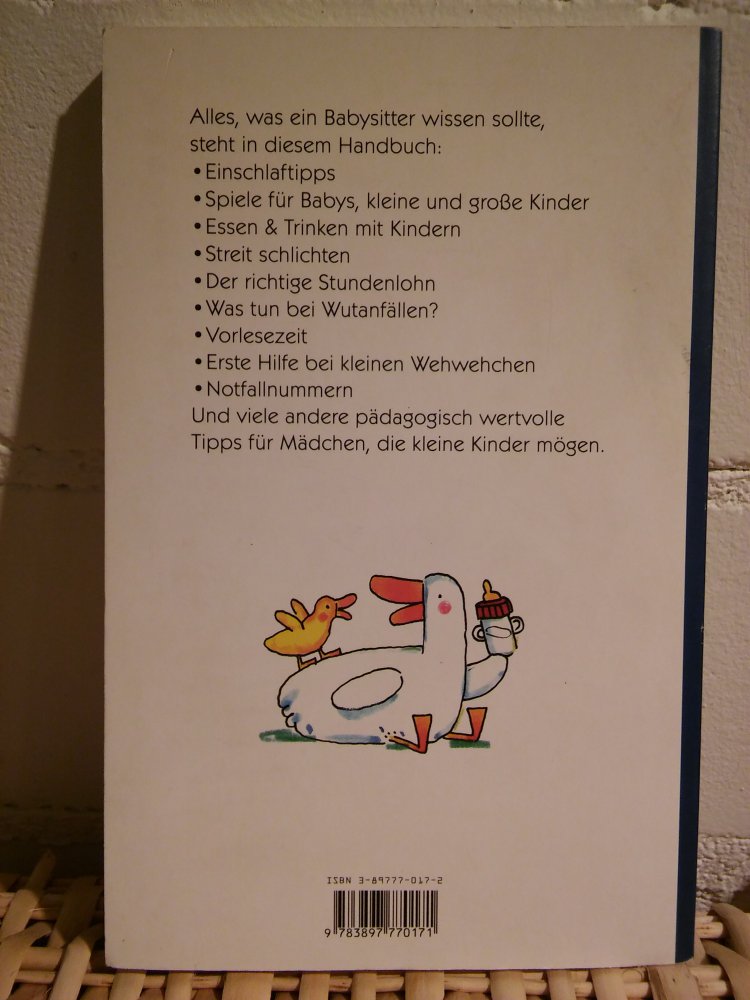 Alles, was ein Babysitter wissen sollte,
steht in diesem Handbuch:
• Einschlaftipps
• Spiele für Babys, kleine und große Kinder
• Essen & Trinken mit Kindern
• Streit schlichten
• Der richtige Stundenlohn
• Was tun bei Wutanfällen?
• Vorlesezeit
• Erste Hilfe bei kleinen Wehwehchen
• Notfallnummern
Und viele andere pädagogisch wertvolle
Tipps für Mädchen, die kleine Kinder mögen.
ISBN 3-89777-017-2
9 783897 770171